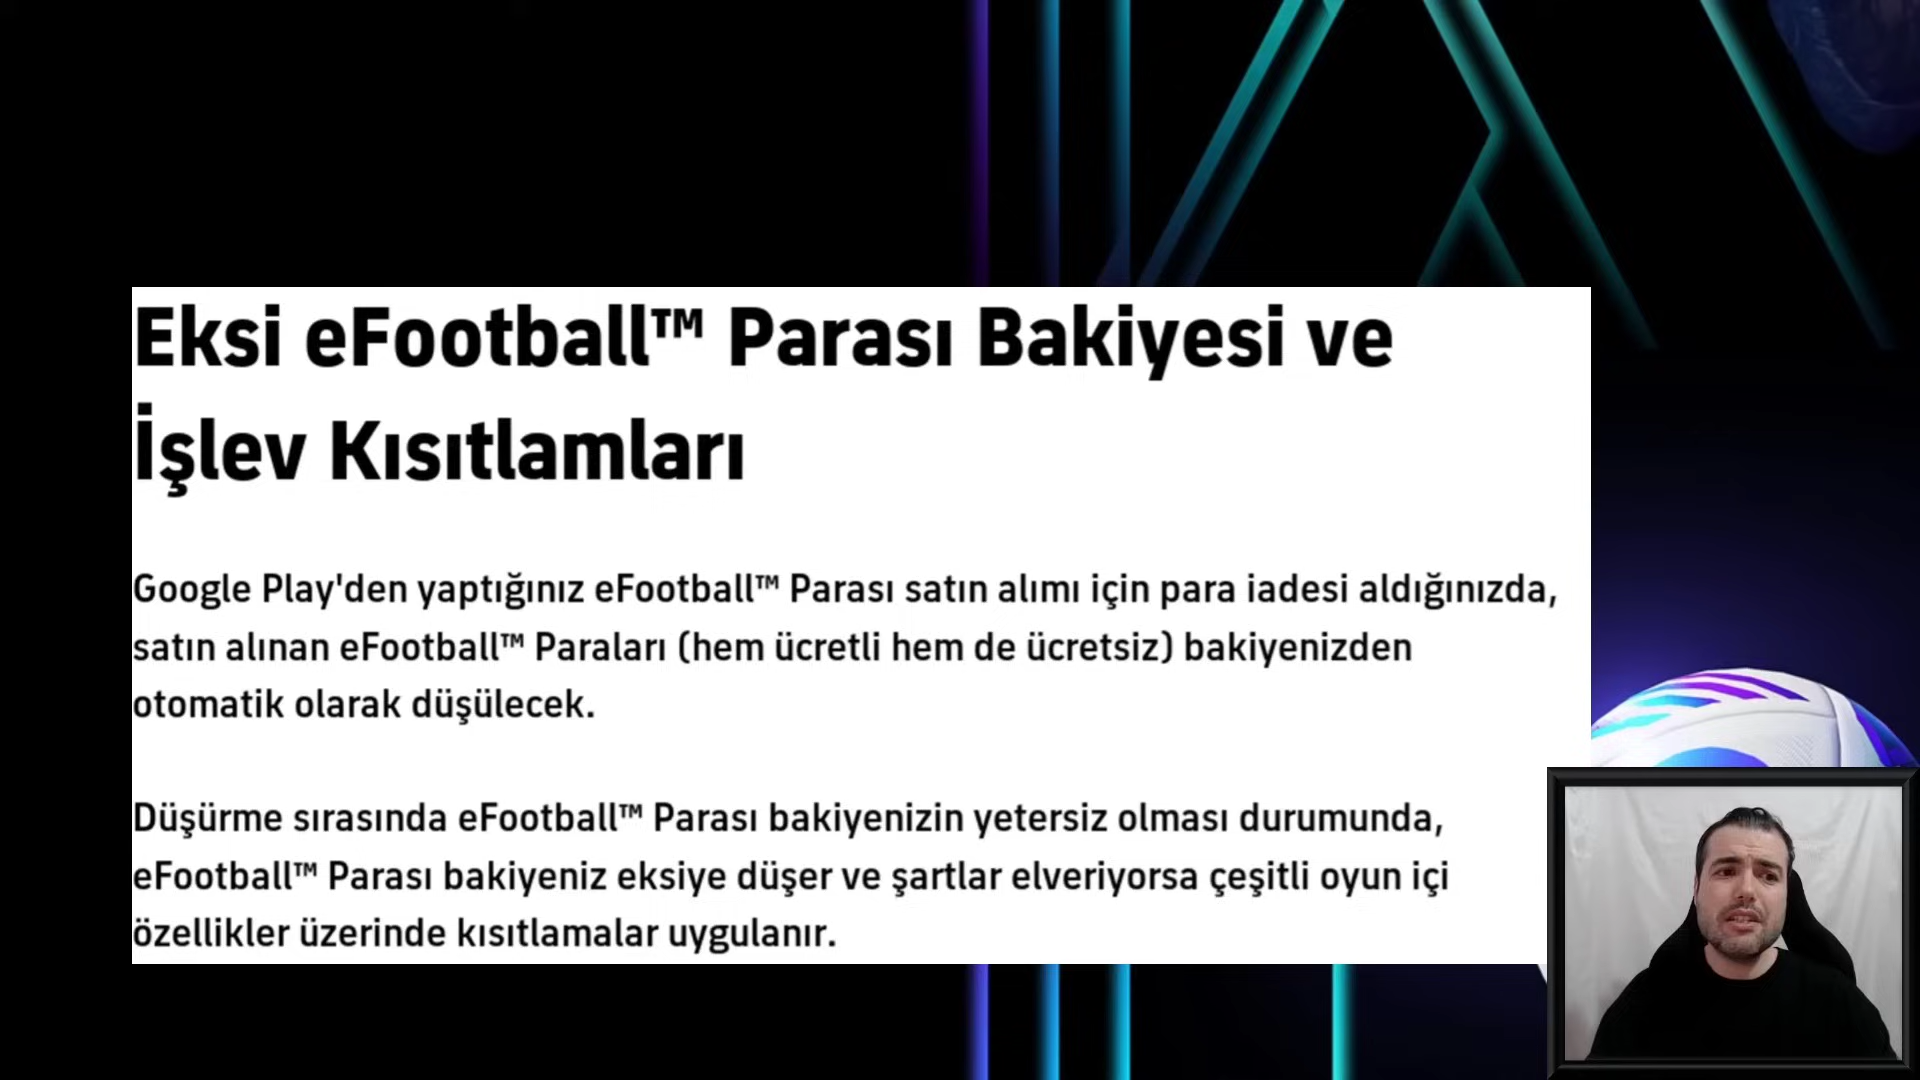 Eksi eFootball™ Parası Bakiyesi ve
İşlev Kısıtlamları
Google Play'den yaptığınız eFootball™ Parası satın alımı için para iadesi aldığınızda,
satın alınan eFootball™ Paraları (hem ücretli hem de ücretsiz) bakiyenizden
otomatik olarak düşülecek.
Düşürme sırasında eFootball™ Parası bakiyenizin yetersiz olması durumunda,
eFootball™ Parası bakiyeniz eksiye düşer ve şartlar elveriyorsa çeşitli oyun içi
özellikler üzerinde kısıtlamalar uygulanır.